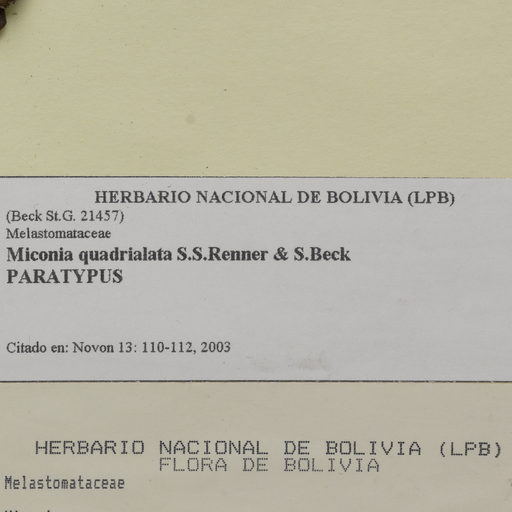 HERBARIO NACIONAL DE BOLIVIA (LPB)
(Beck St.G. 21457)
Melastomataceae
Miconia quadrialata S.S.Renner & S.Beck
PARATYPUS
Citado en: Novon 13: 110-112, 2003
HERBARIO NACIONAL DE BOLIVIA (LPB)
FLORA DE BOLIVIA
Melastomataceae